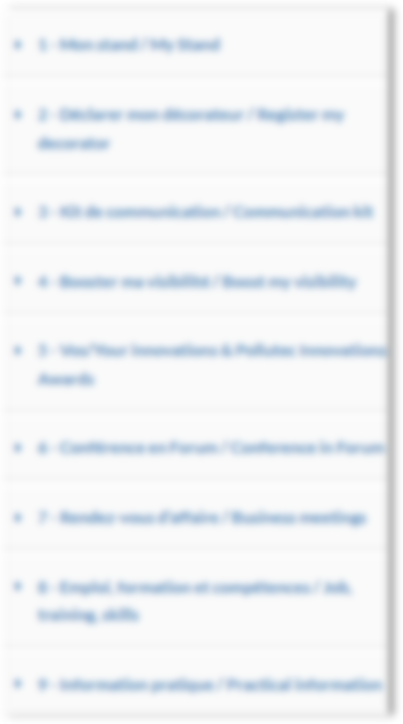 1 - Mon stand / My Stand
2 - Déclarer mon décorateur / Register my
decorator
3 - Kit de communication / Communication kit
4 - Booster ma visibilité / Boost my visibility
5 - Vos/Your Innovations & Pollutec Innovations
Awards
6 - Conférence en Forum / Conference in Forum
7 - Rendez-vous d'affaire / Business meetings
8 - Emploi, formation et compétences / Job,
training, skills
9 - Information pratique / Practical information